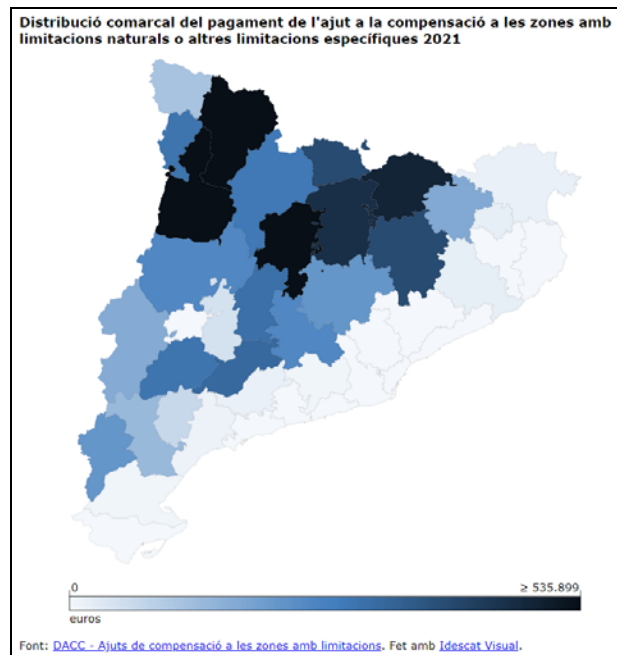 Distribució comarcal del pagament de l'ajut a la compensació a les zones amb
limitacions naturals o altres limitacions específiques 2021
0
≥ 535.899
euros
Font: DACC - Ajuts de compensació a les zones amb limitacions. Fet amb Idescat Visual.